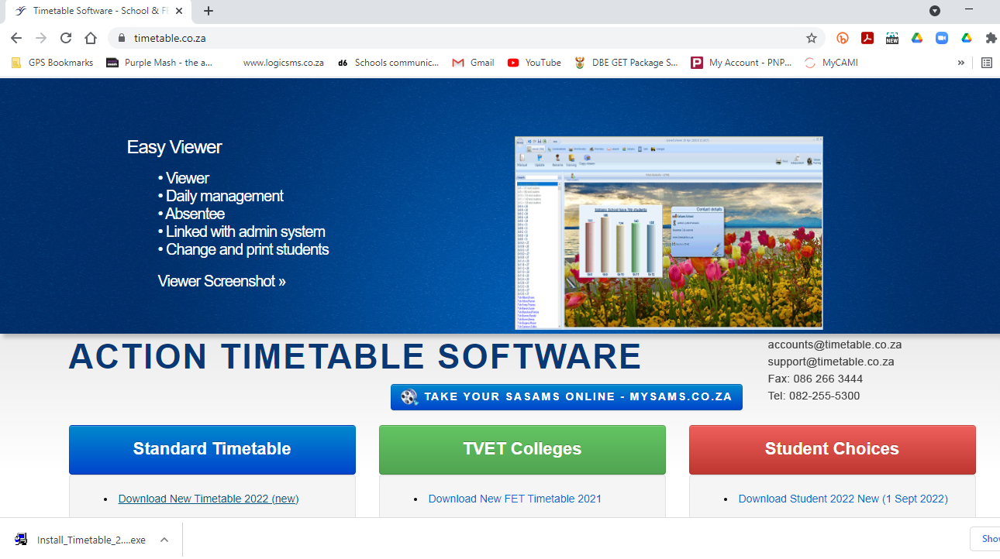 Timetable Software - School & FE
timetable.co.za
GPS Bookmarks
Purple Mash - the a...
www.logicsms.co.za
d6 Schools communic...
Gmail
YouTube
DBE GET Package S...
My Account - PNP...
MyCAMI
»
NEW
Easy Viewer
• Viewer
• Daily management
• Absentee
• Linked with admin system
• Change and print students
Viewer Screenshot »
Contact details
ACTION TIMETABLE SOFTWARE
accounts@timetable.co.za
support@timetable.co.za
Fax: 086 266 3444
Tel: 082-255-5300
TAKE YOUR SASAMS ONLINE - MYSAMS.CO.ZA
Standard Timetable
• Download New Timetable 2022 (new)
TVET Colleges
• Download New FET Timetable 2021
Student Choices
• Download Student 2022 New (1 Sept 2022)
Install_Timetable_2....exe
Show